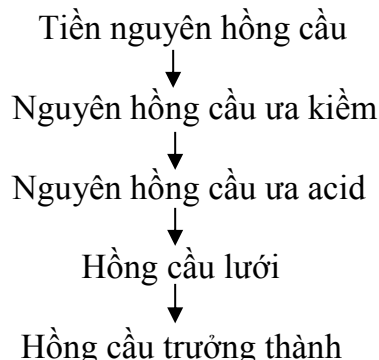 Tiền nguyên hồng cầu
Nguyên hồng cầu ưa kiềm
Nguyên hồng cầu ưa acid
Hồng cầu lưới
Hồng cầu trưởng thành